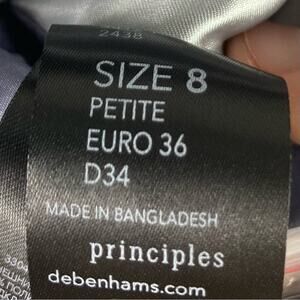 2438
SIZE 8
PETITE
EURO 36
D34
MADE IN BANGLADESH
principles
debenhams.com